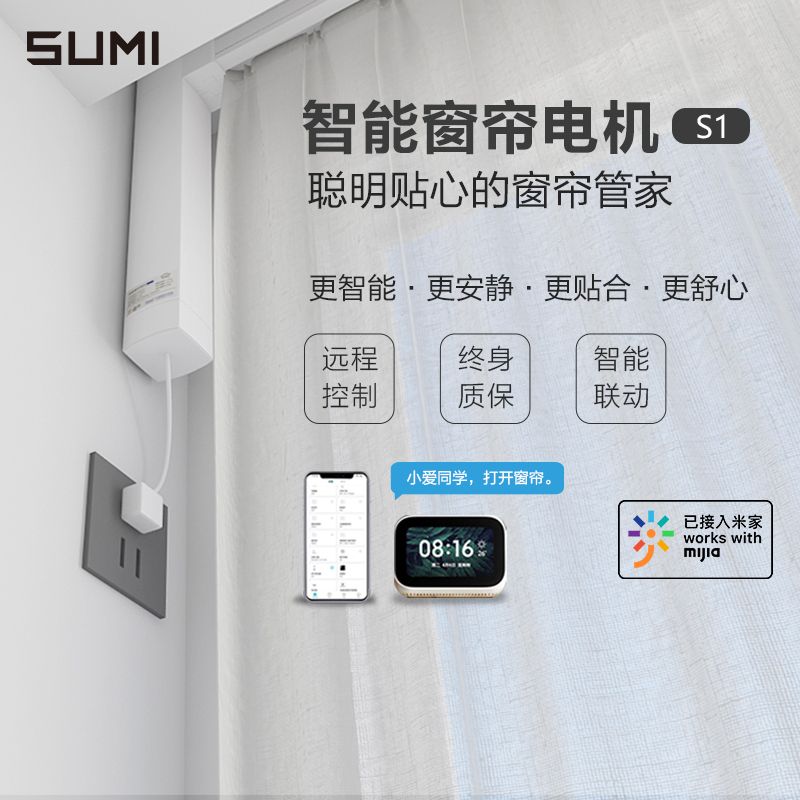 SUMI
智能窗帘电机 S1
聪明贴心的窗帘管家
更智能·更安静·更贴合·更舒心
远程
控制
终身
质保
智能
联动
小爱同学，打开窗帘。
08:16
26°
已接入米家
works with
mijia